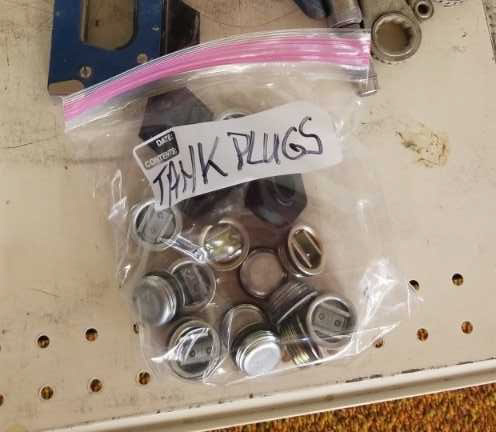 DATE:
CONTENTS:
TANK PLUGS